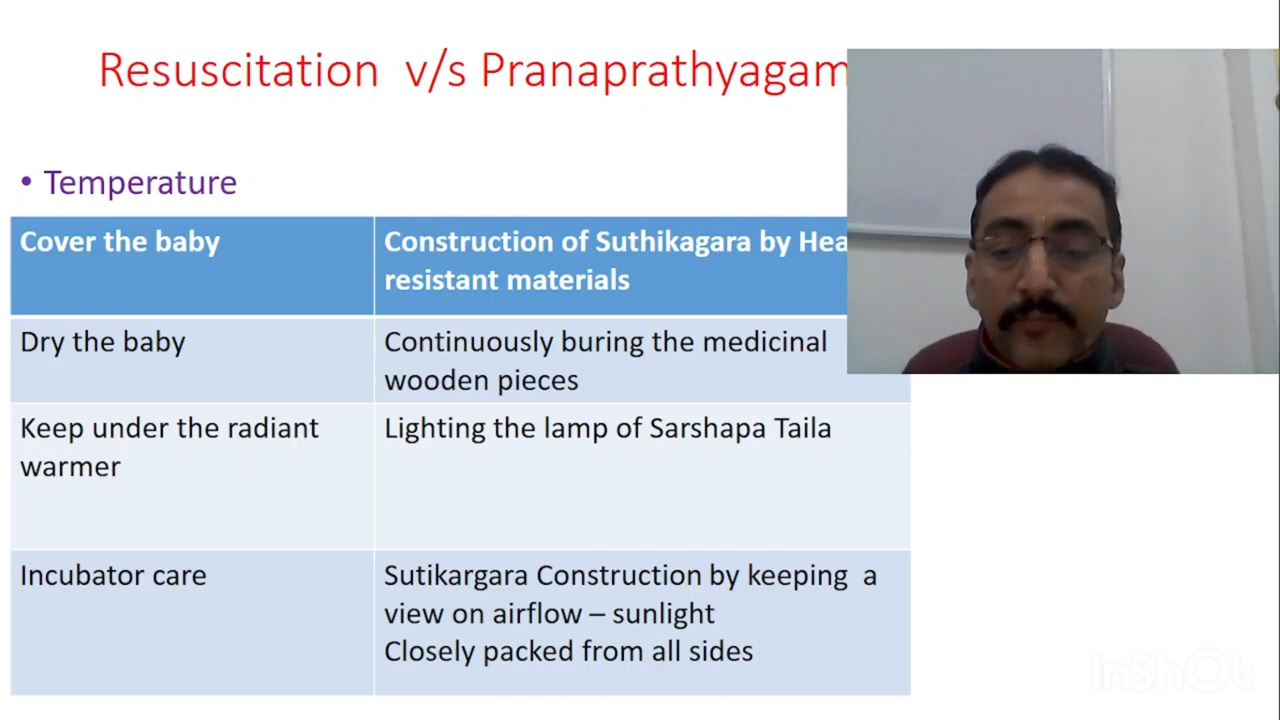 Resuscitation v/s Pranaprathyagam
• Temperature
Cover the baby
Construction of Suthikagara by Hea
resistant materials
Dry the baby
Continuously buring the medicinal
wooden pieces
Keep under the radiant
warmer
Lighting the lamp of Sarshapa Taila
Incubator care
Sutikargara Construction by keeping a
view on airflow – sunlight
Closely packed from all sides
InShOt